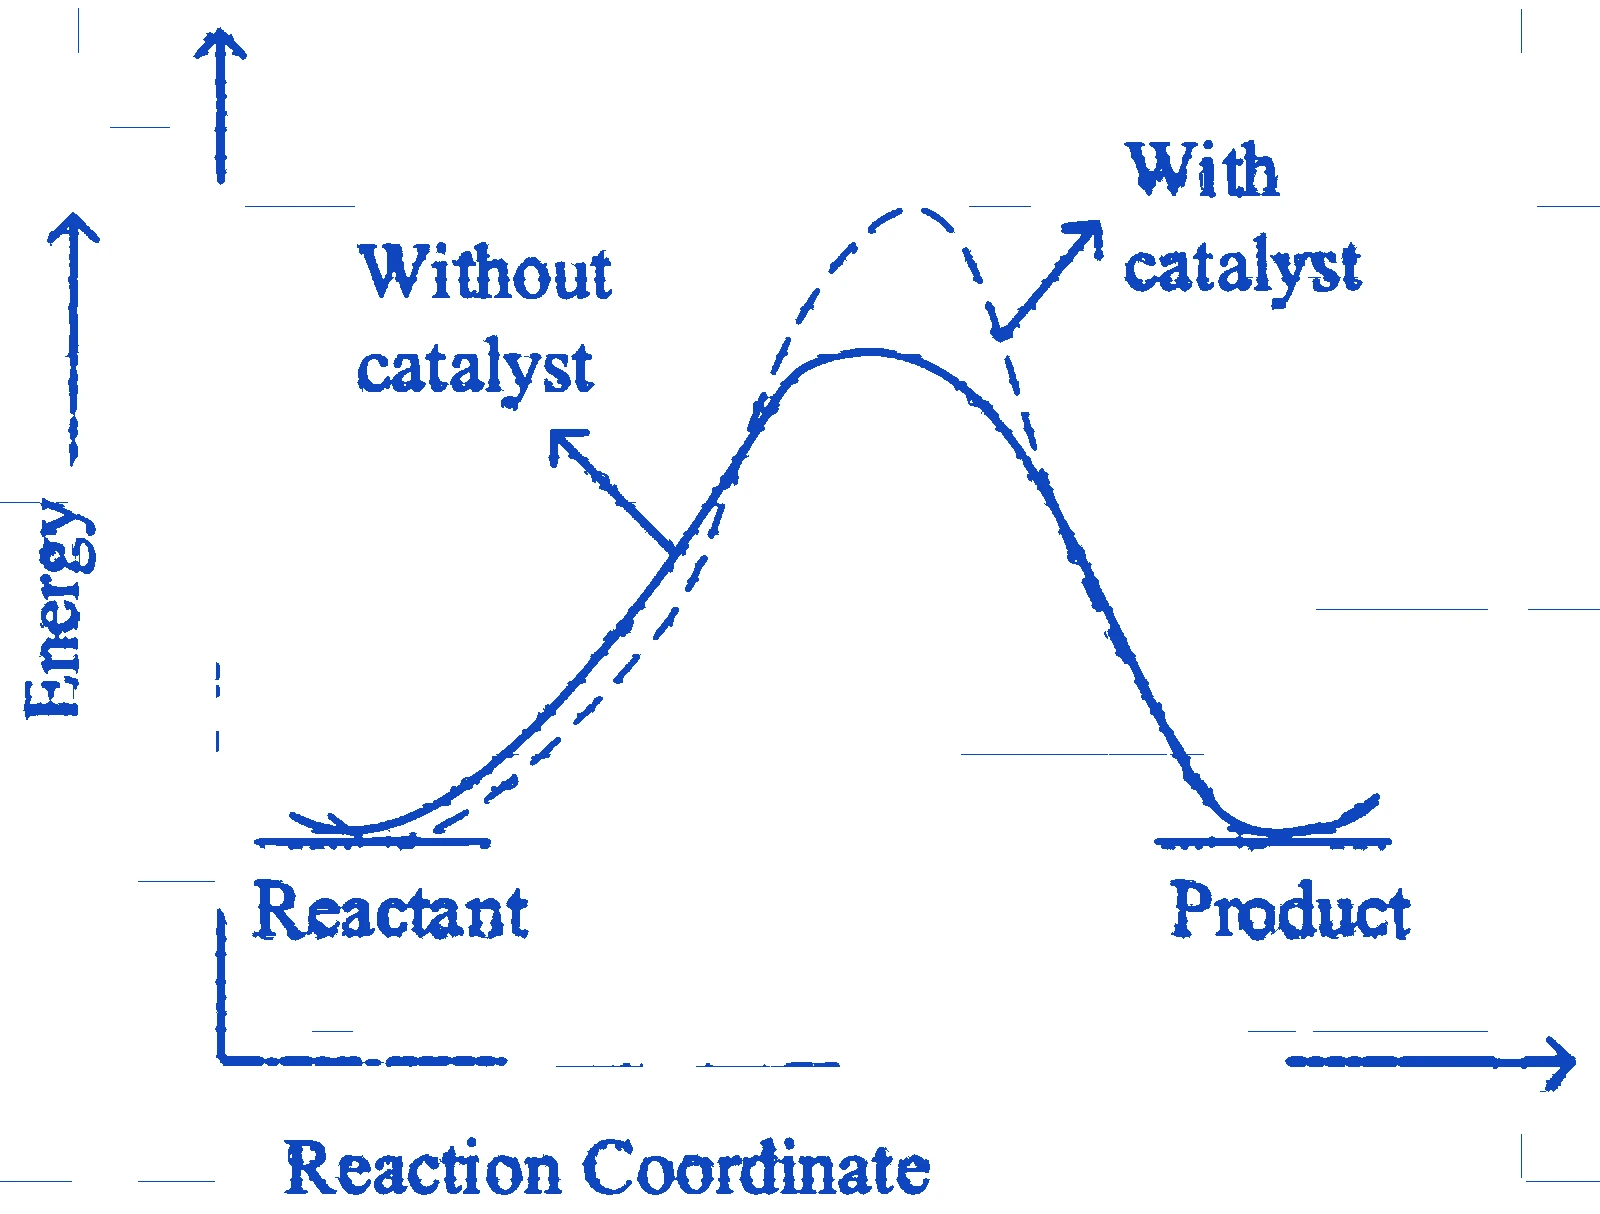 With
catalyst
Without
catalyst
Energy
Reactant
Product
Reaction Coordinate